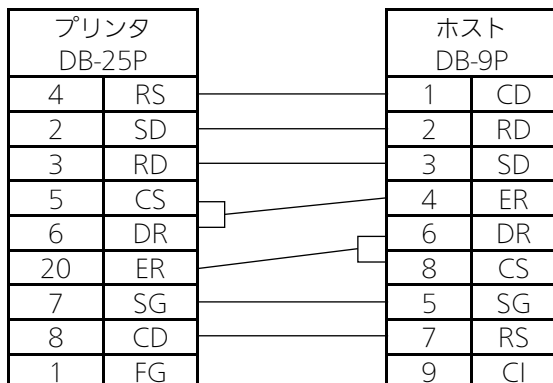 プリンタ
DB-25P
4 RS
2 SD
3 RD
5 CS
6 DR
20 ER
7 SG
8 CD
1 FG
ホスト
DB-9P
1 CD
2 RD
3 SD
4 ER
6 DR
8 CS
5 SG
7 RS
9 CI